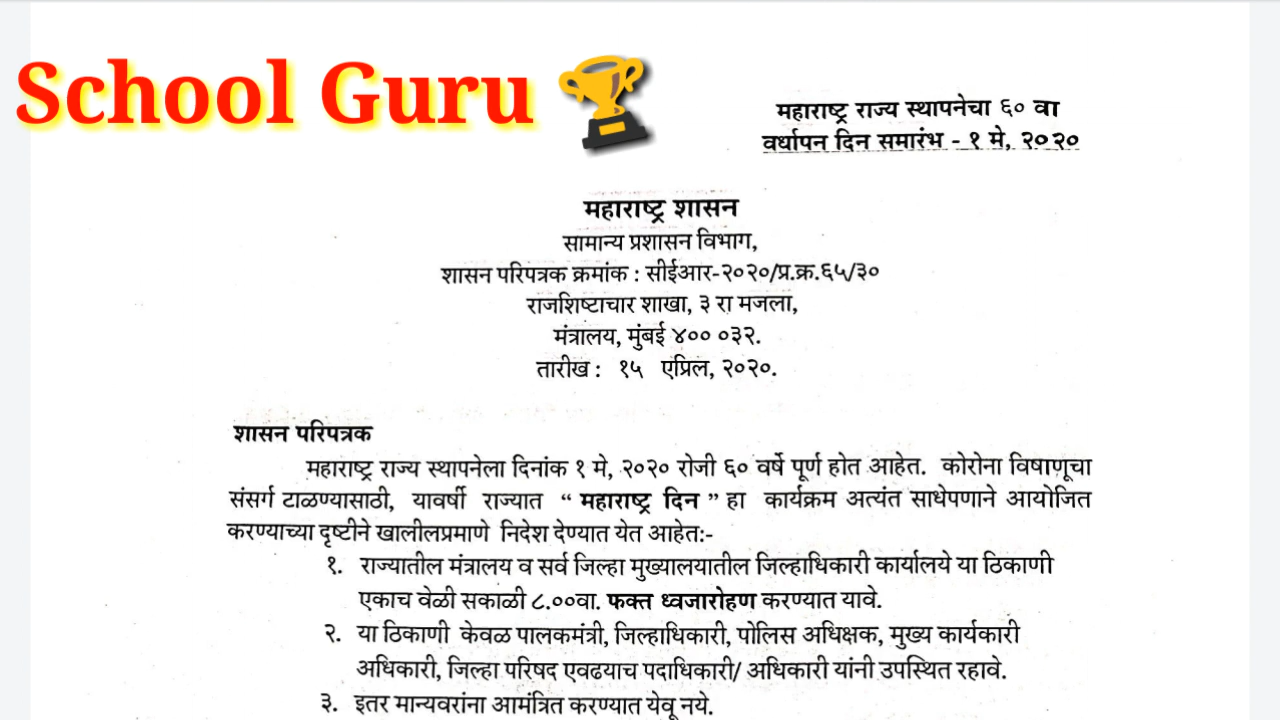 School Guru
महाराष्ट्र राज्य स्थापनेचा ६० वा
वर्धापन दिन समारंभ - १ मे, २०२०
महाराष्ट्र शासन
सामान्य प्रशासन विभाग,
शासन परिपत्रक क्रमांक : सीईआर-२०२०/प्र.क्र.६५/३०
राजशिष्टाचार शाखा, ३ रा मजला,
मंत्रालय, मुंबई ४०० ०३२.
तारीख : १५ एप्रिल, २०२०.
शासन परिपत्रक
महाराष्ट्र राज्य स्थापनेला दिनांक १ मे, २०२० रोजी ६० वर्षे पूर्ण होत आहेत. कोरोना विषाणूचा
संसर्ग टाळण्यासाठी, यावर्षी राज्यात “ महाराष्ट्र दिन ” हा कार्यक्रम अत्यंत साधेपणाने आयोजित
करण्याच्या दृष्टीने खालीलप्रमाणे निदेश देण्यात येत आहेत:-
१. राज्यातील मंत्रालय व सर्व जिल्हा मुख्यालयातील जिल्हाधिकारी कार्यालये या ठिकाणी
एकाच वेळी सकाळी ८.००वा. फक्त ध्वजारोहण करण्यात यावे.
२. या ठिकाणी केवळ पालकमंत्री, जिल्हाधिकारी, पोलिस अधिक्षक, मुख्य कार्यकारी
अधिकारी, जिल्हा परिषद एवढयाच पदाधिकारी/ अधिकारी यांनी उपस्थित रहावे.
३. इतर मान्यवरांना आमंत्रित करण्यात येवू नये.